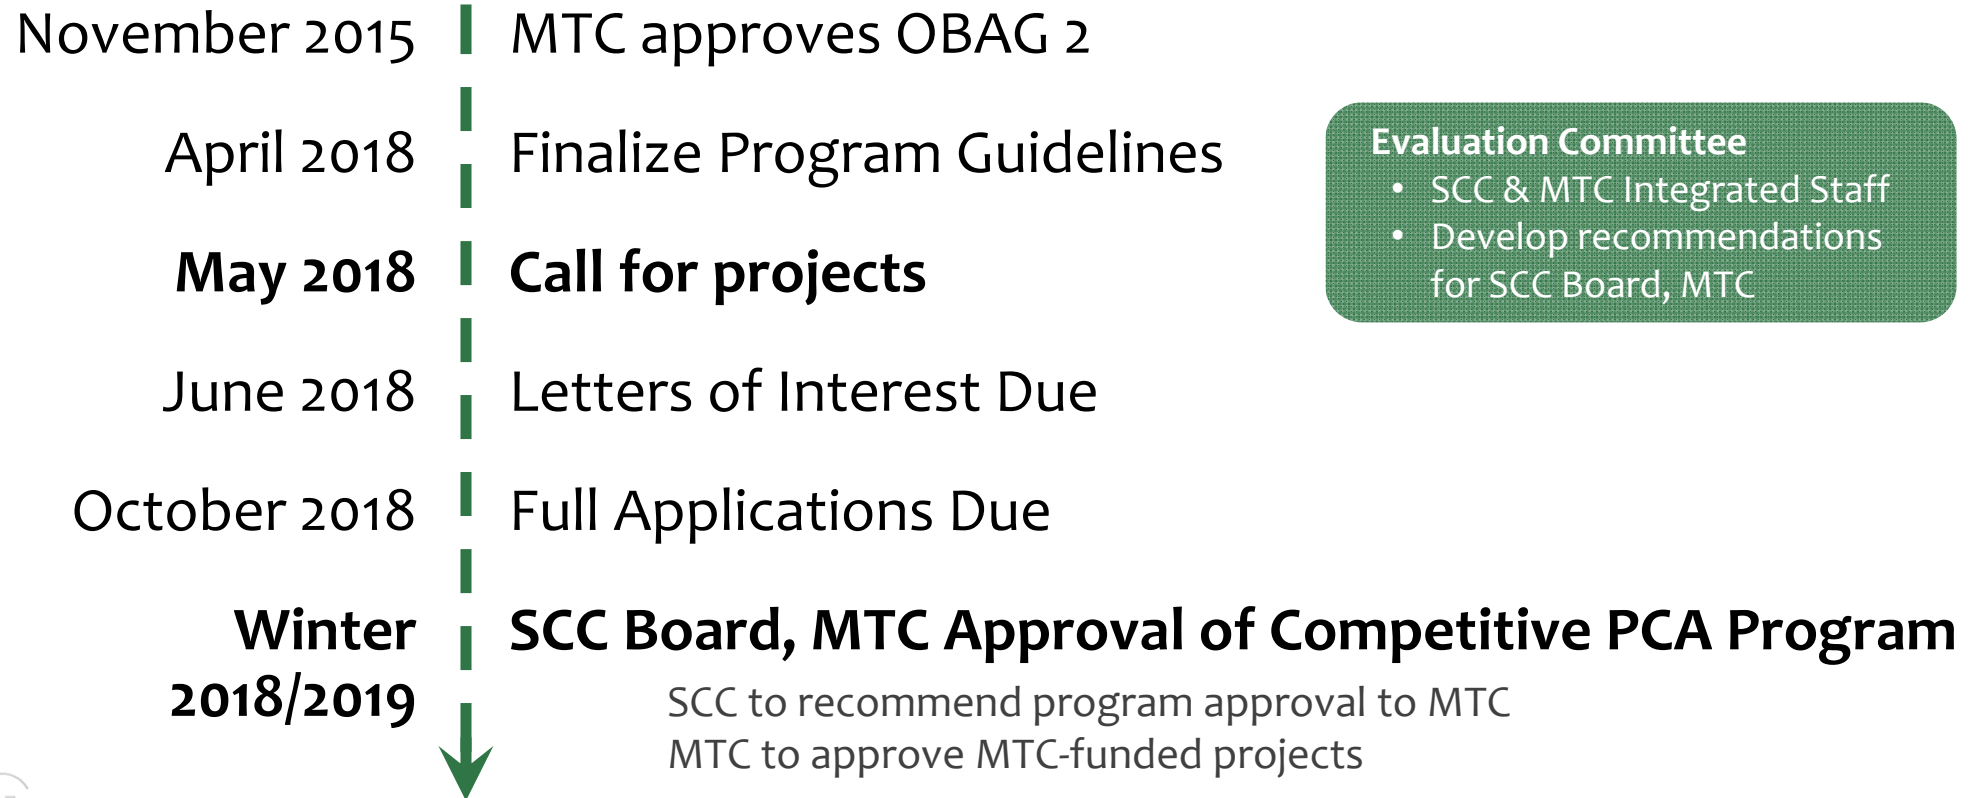 November 2015 MTC approves OBAG 2
April 2018 Finalize Program Guidelines
Evaluation Committee
• SCC & MTC Integrated Staff
• Develop recommendations
for SCC Board, MTC
May 2018 Call for projects
June 2018 Letters of Interest Due
October 2018 Full Applications Due
Winter
2018/2019
SCC Board, MTC Approval of Competitive PCA Program
SCC to recommend program approval to MTC
MTC to approve MTC-funded projects